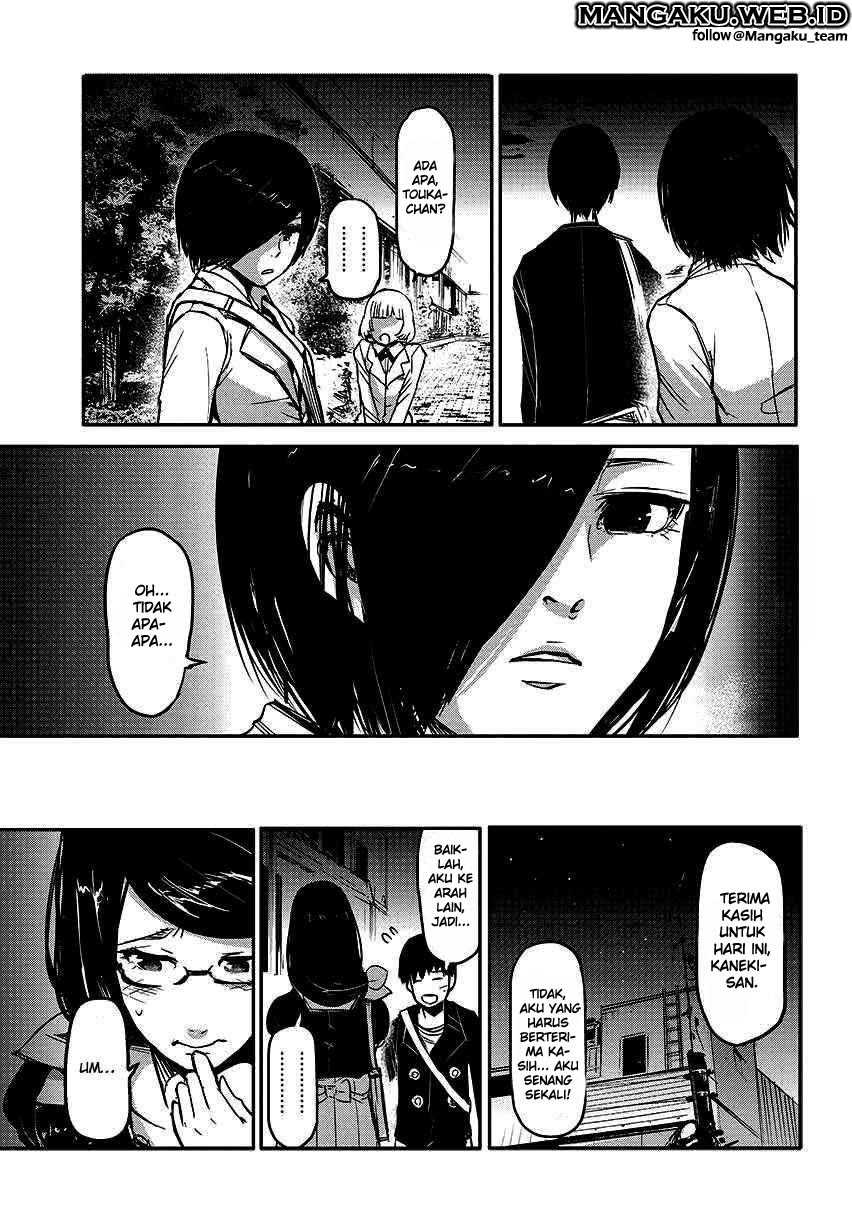 MANGAKU.WEB.ID
follow @Mangaku_team
ADA
APA,
TOUKA-
CHAN?
OH...
TIDAK
APA-
APA...
TERIMA
KASIH
UNTUK
HARI INI,
KANEKI-
SAN.
TIDAK,
AKU YANG
HARUS
BERTERI-
MA KA-
SIH... AKU
SENANG
SEKALI!
BAIK-
LAH,
AKU KE
ARAH
LAIN,
JADI...
UM...